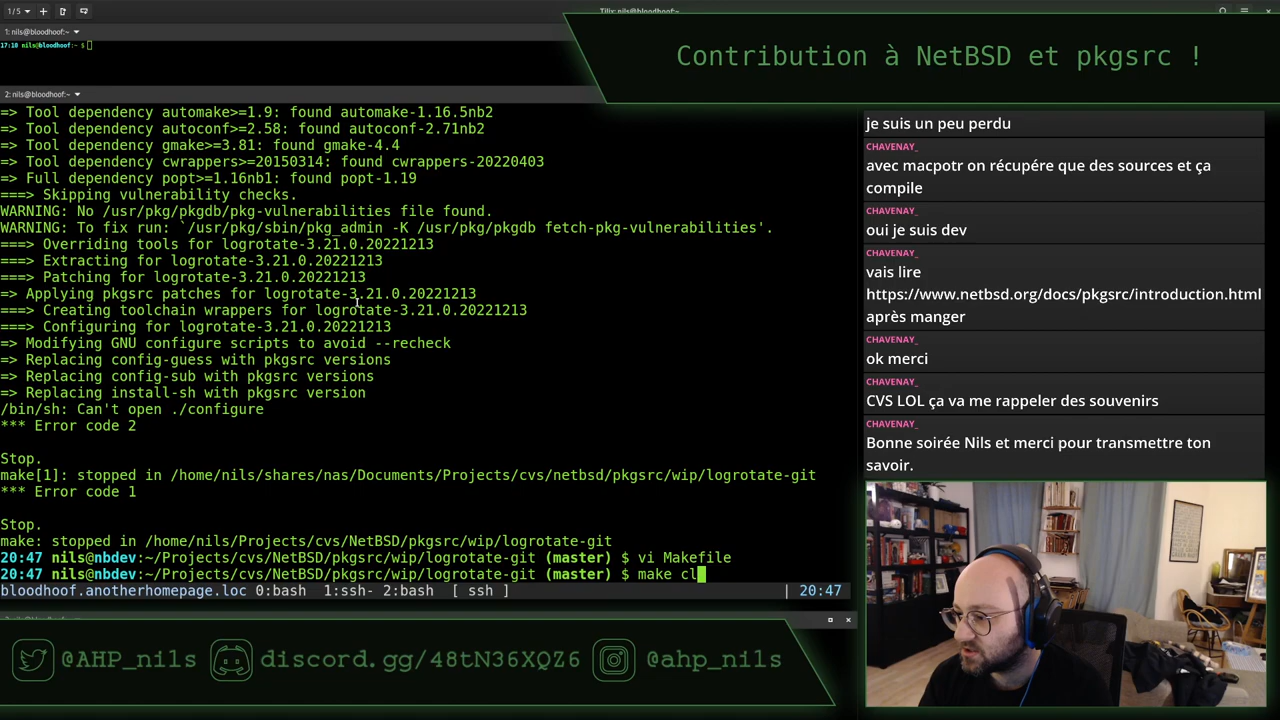 1/5
Tilix: nils@bloodhoof:~
1: nils@bloodhoof:~
17:10 nils@bloodhoof:~ $
Contribution à NetBSD et pkgsrc !
2: nils@bloodhoof:~
=> Tool dependency automake>=1.9: found automake-1.16.5nb2
=> Tool dependency autoconf>=2.58: found autoconf-2.71nb2
=> Tool dependency gmake>=3.81: found gmake-4.4
=> Tool dependency cwrappers>=20150314: found cwrappers-20220403
=> Full dependency popt>=1.16nb1: found popt-1.19
===> Skipping vulnerability checks.
WARNING: No /usr/pkg/pkgdb/pkg-vulnerabilities file found.
WARNING: To fix run: `/usr/pkg/sbin/pkg_admin -K /usr/pkg/pkgdb fetch-pkg-vulnerabilities'.
===> Overriding tools for logrotate-3.21.0.20221213
===> Extracting for logrotate-3.21.0.20221213
===> Patching for logrotate-3.21.0.20221213
=> Applying pkgsrc patches for logrotate-3.21.0.20221213
===> Creating toolchain wrappers for logrotate-3.21.0.20221213
===> Configuring for logrotate-3.21.0.20221213
=> Modifying GNU configure scripts to avoid --recheck
=> Replacing config-guess with pkgsrc versions
=> Replacing config-sub with pkgsrc versions
=> Replacing install-sh with pkgsrc version
/bin/sh: Can't open ./configure
*** Error code 2
Stop.
make[1]: stopped in /home/nils/shares/nas/Documents/Projects/cvs/netbsd/pkgsrc/wip/logrotate-git
*** Error code 1
Stop.
make: stopped in /home/nils/Projects/cvs/NetBSD/pkgsrc/wip/logrotate-git
20:47 nils@nbdev:~/Projects/cvs/NetBSD/pkgsrc/wip/logrotate-git (master) $ vi Makefile
20:47 nils@nbdev:~/Projects/cvs/NetBSD/pkgsrc/wip/logrotate-git (master) $ make cl
bloodhoof.anotherhomepage.loc 0:bash 1:ssh- 2:bash [ ssh ] | 20:47
je suis un peu perdu
CHAVENAY_
avec macpotr on récupére que des sources et ça
compile
CHAVENAY_
oui je suis dev
CHAVENAY_
vais lire
https://www.netbsd.org/docs/pkgsrc/introduction.html
après manger
CHAVENAY_
ok merci
CHAVENAY_
CVS LOL ça va me rappeler des souvenirs
CHAVENAY_
Bonne soirée Nils et merci pour transmettre ton
savoir.
@AHP_nils discord.gg/48tN36XQZ6 @ahp_nils